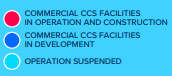 COMMERCIAL CCS FACILITIES
IN OPERATION AND CONSTRUCTION
COMMERCIAL CCS FACILITIES
IN DEVELOPMENT
OPERATION SUSPENDED